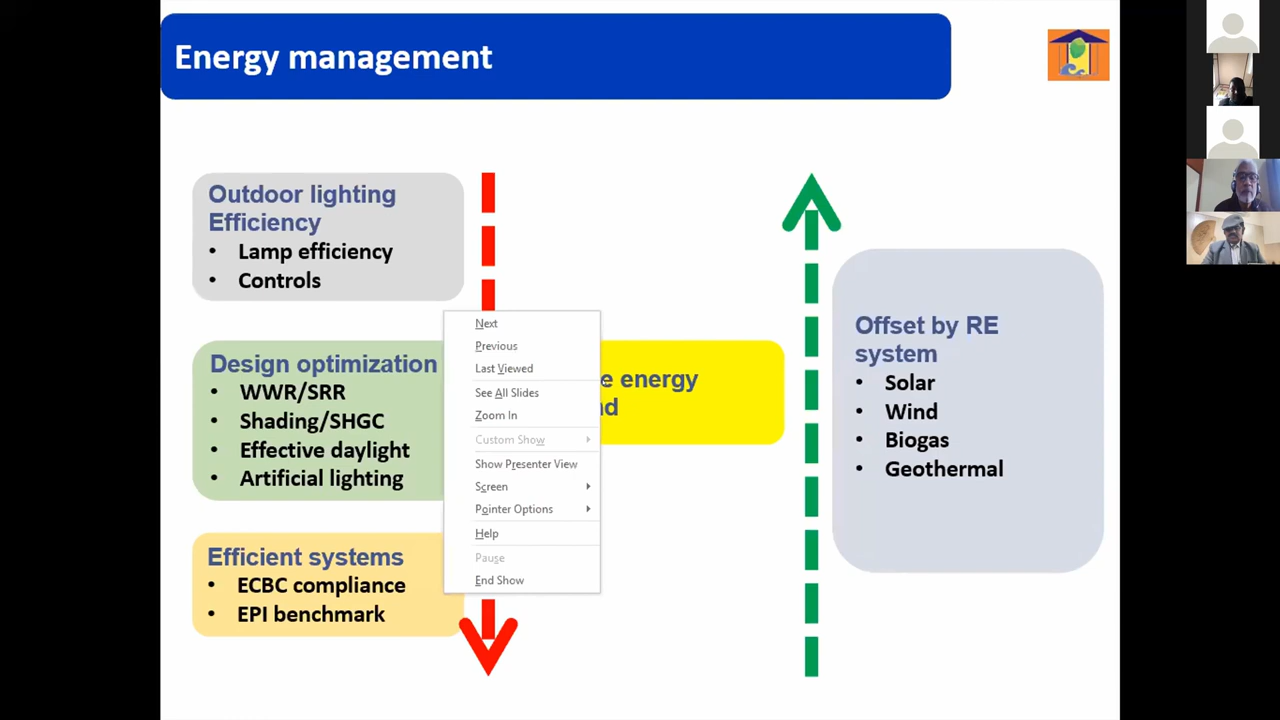 Energy management
Outdoor lighting
Efficiency
• Lamp efficiency
• Controls
Design optimization
• WWR/SRR
• Shading/SHGC
• Effective daylight
• Artificial lighting
Efficient systems
• ECBC compliance
• EPI benchmark
Next
Previous
Last Viewed
See All Slides
Zoom In
Custom Show
Show Presenter View
Screen
Pointer Options
Help
Pause
End Show
energy
Offset by RE
system
• Solar
• Wind
• Biogas
• Geothermal